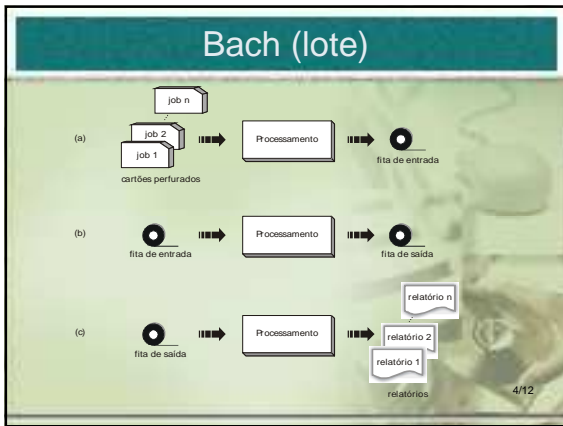 Bach (lote)
job n
job 2
job 1
(a)
Processamento
fita de entrada
cartões perfurados
(b)
Processamento
fita de entrada
fita de saída
(c)
Processamento
relatório n
relatório 2
relatório 1
fita de saída
relatórios
4/12